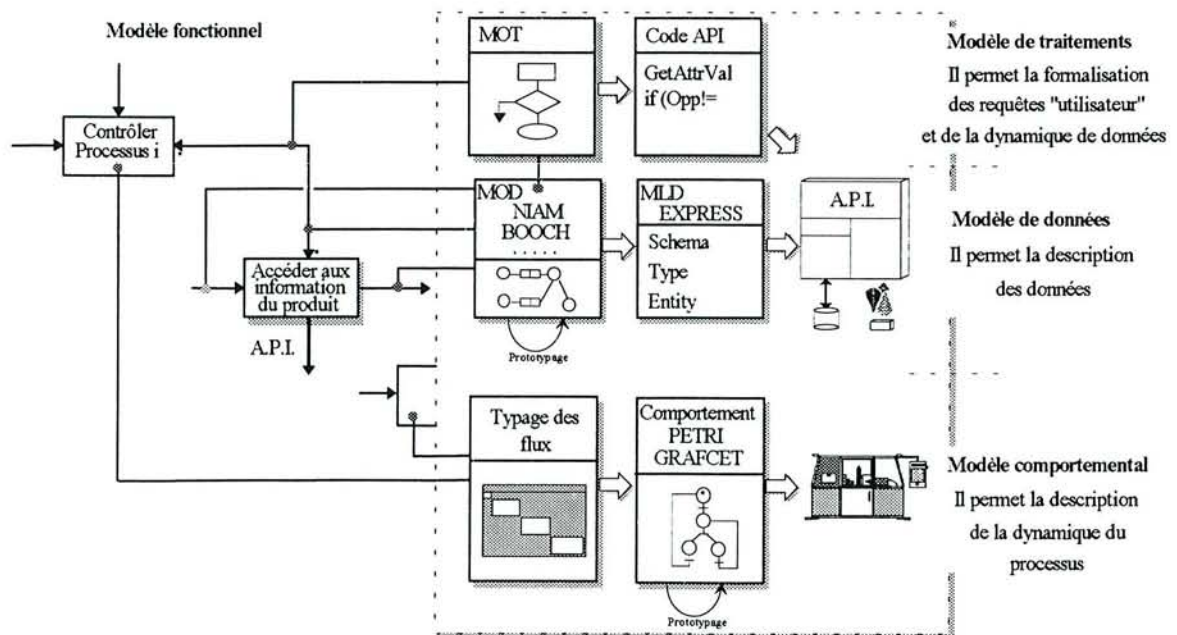 Modèle fonctionnel
Contrôler
Processus i
Accéder aux
information
du produit
A.P.I.
MOT
Code API
GetAttrVal
if (Opp!=
MOD
NIAM
BOOCH
.....
Prototypage
MLD
EXPRESS
Schema
Type
Entity
A.P.I.
Typage des
flux
Comportement
PETRI
GRAFCET
Prototypage
Modèle de traitements
Il permet la formalisation
des requêtes "utilisateur"
et de la dynamique de données
Modèle de données
Il permet la description
des données
Modèle comportemental
Il permet la description
de la dynamique du
processus